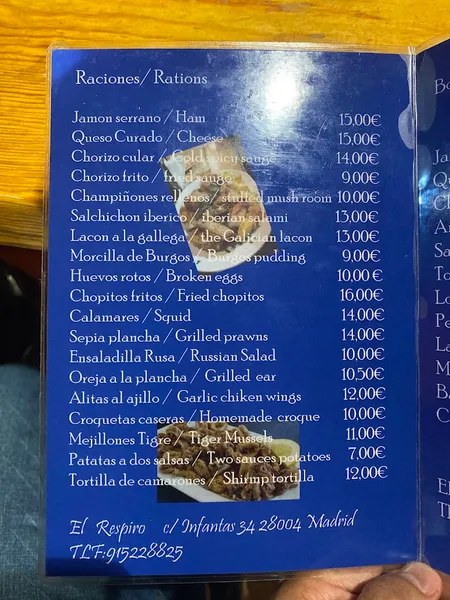 Raciones/ Rations
Jamon serrano / Ham 15,00€
Queso Curado / Cheese 15,00€
Chorizo cular / Cold spicy sauge 14,00€
Chorizo frito / fried sauge 9,00€
Champiñones rellenos/ stuffed mush room 10,00€
Salchichon iberico / iberian salami 13,00€
Lacon a la gallega / the Galician lacon 13,00€
Morcilla de Burgos / Burgos pudding 9,00€
Huevos rotos / Broken eggs 10,00€
Chopitos fritos / Fried chopitos 16,00€
Calamares / Squid 14,00€
Sepia plancha / Grilled prawns 14,00€
Ensaladilla Rusa / Russian Salad 10,00€
Oreja a la plancha / Grilled ear 10,50€
Alitas al ajillo / Garlic chiken wings 12,00€
Croquetas caseras / Homemade croque 10,00€
Mejillones Tigre / Tiger Mussels 11,00€
Patatas a dos salsas / Two sauces potatoes 7,00€
Tortilla de camarones / Shirmp tortilla 12,00€
El Respiro c/ Infantas 34 28004 Madrid
TLF:915228825